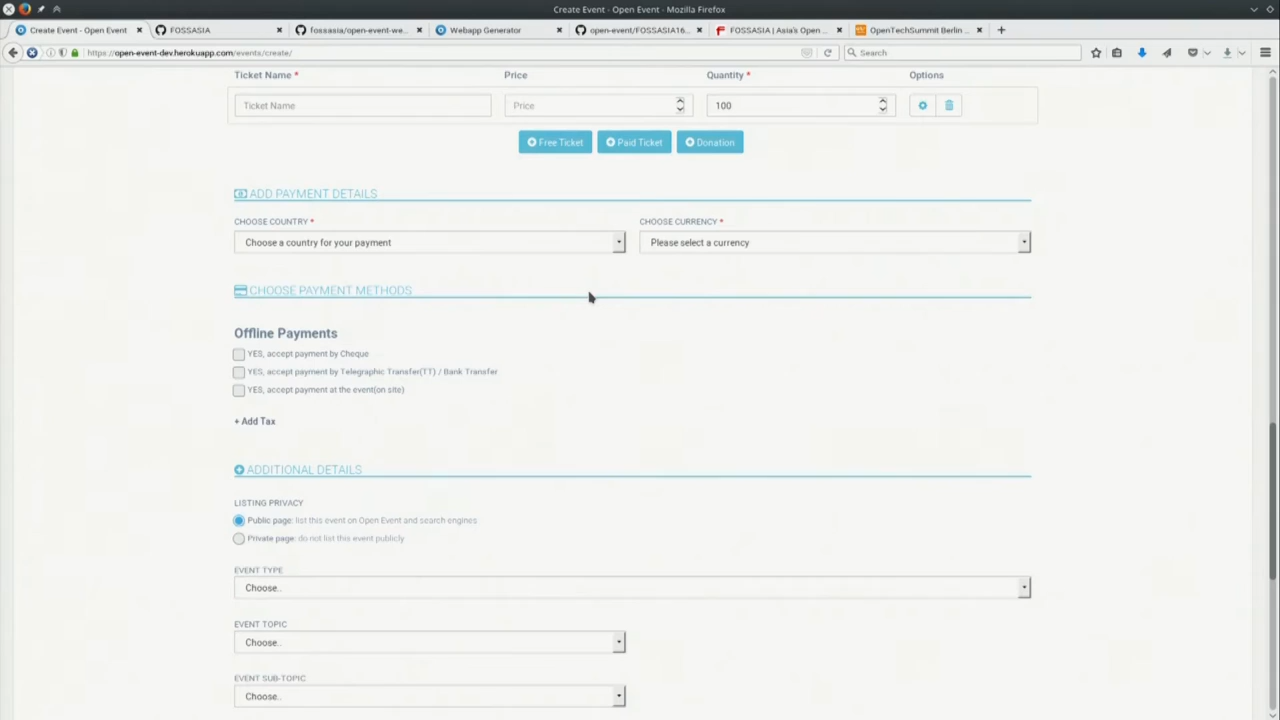 Create Event - Open Event - Mozilla Firefox
Create Event - Open Event
FOSSASIA
fossasia/open-event-we...
Webapp Generator
open-event/FOSSASIA16...
FOSSASIA | Asia's Open ...
OpenTechSummit Berlin ...
https://open-event-dev.herokuapp.com/events/create/
Search
Ticket Name *
Price
Quantity *
Options
Ticket Name
Price
100
Free Ticket
Paid Ticket
Donation
ADD PAYMENT DETAILS
CHOOSE COUNTRY *
CHOOSE CURRENCY *
Choose a country for your payment
Please select a currency
CHOOSE PAYMENT METHODS
Offline Payments
YES, accept payment by Cheque
YES, accept payment by Telegraphic Transfer(TT) / Bank Transfer
YES, accept payment at the event(on site)
+ Add Tax
ADDITIONAL DETAILS
LISTING PRIVACY
Public page: list this event on Open Event and search engines
Private page: do not list this event publicly
EVENT TYPE
Choose..
EVENT TOPIC
Choose..
EVENT SUB-TOPIC
Choose..